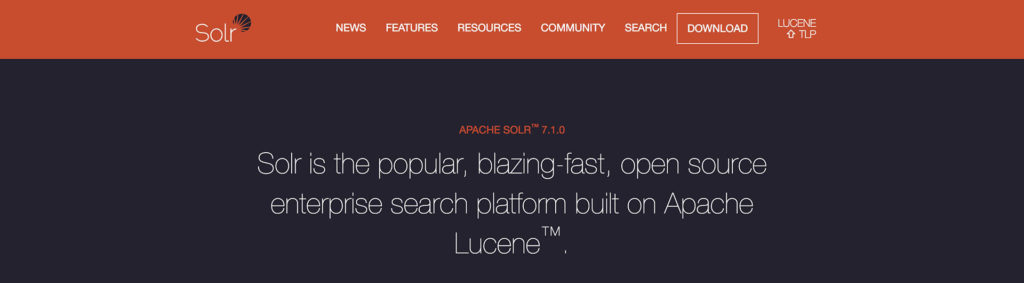 Solr
NEWS FEATURES RESOURCES COMMUNITY SEARCH DOWNLOAD
LUCENE
⇧ TLP
APACHE SOLR™ 7.1.0
Solr is the popular, blazing-fast, open source
enterprise search platform built on Apache
Lucene™.